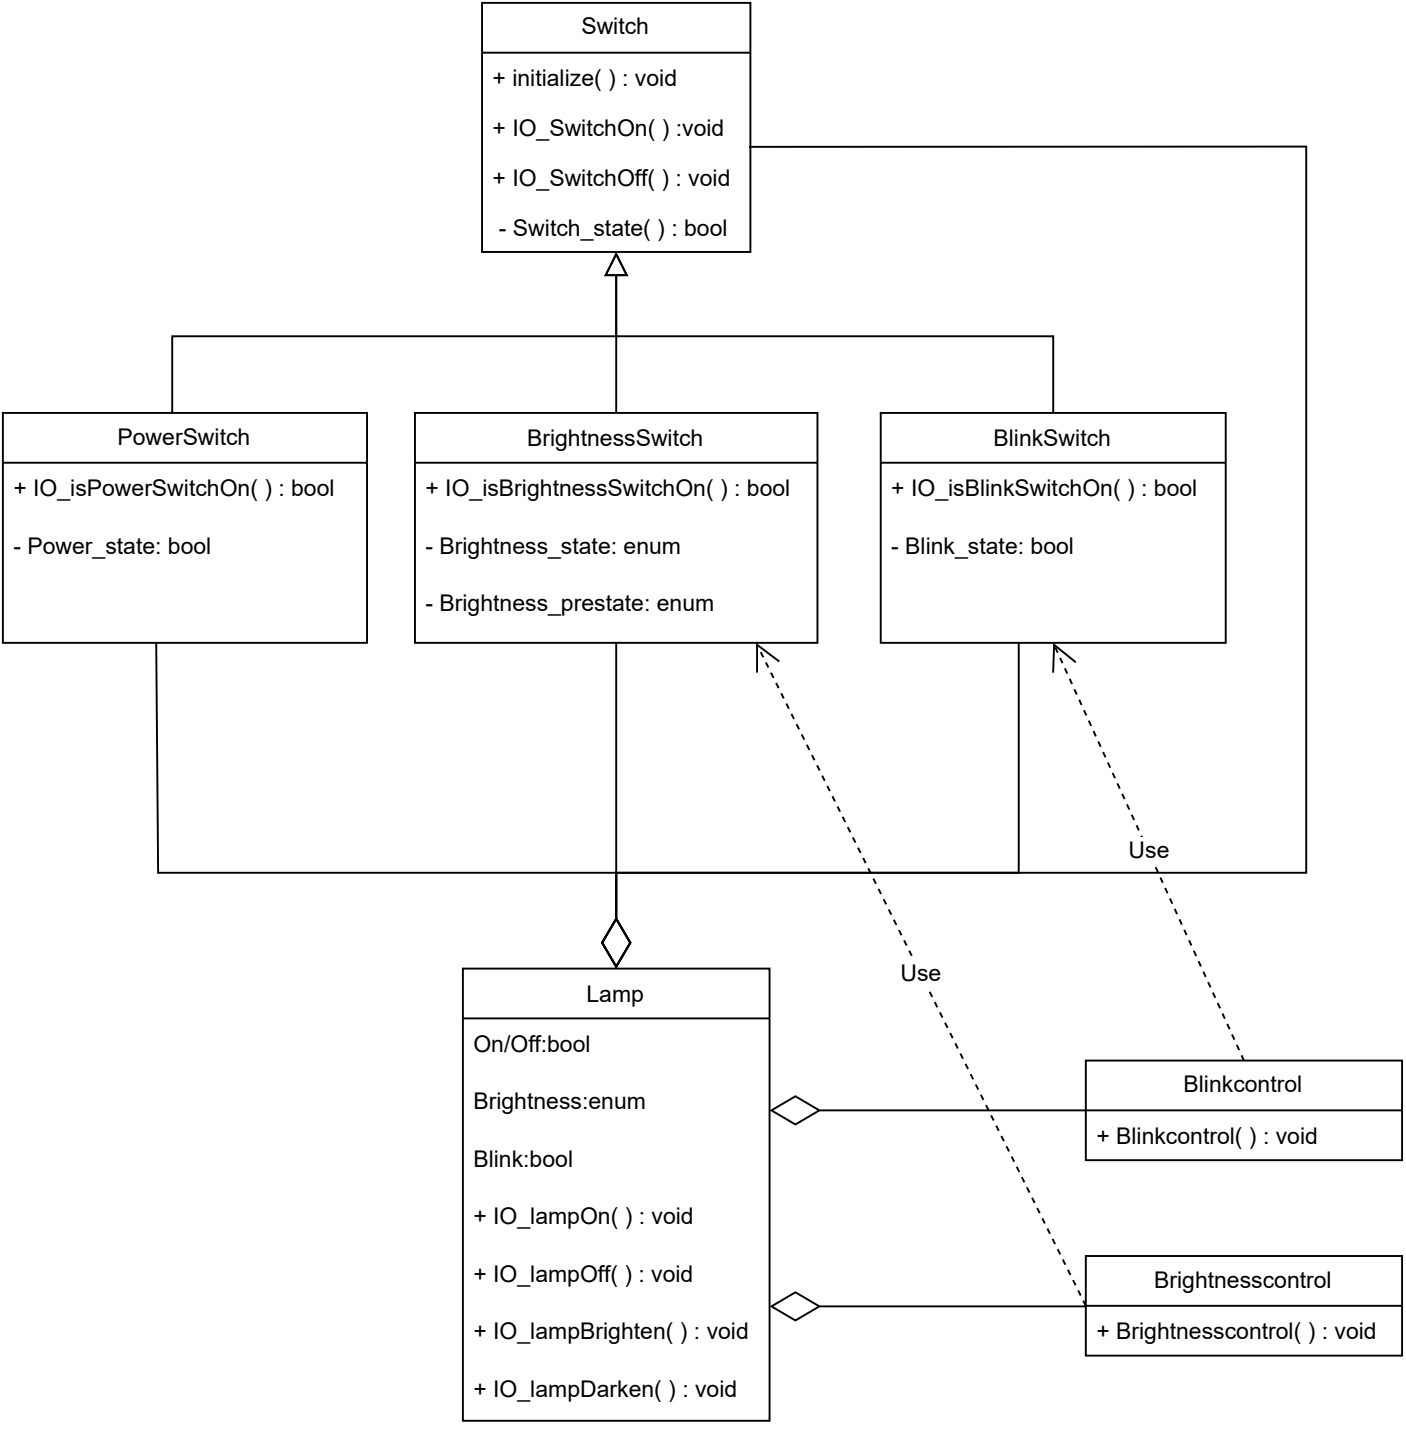 Switch
+ initialize( ) : void
+ IO_SwitchOn( ) :void
+ IO_SwitchOff( ) : void
- Switch_state( ) : bool
PowerSwitch
+ IO_isPowerSwitchOn( ) : bool
- Power_state: bool
BrightnessSwitch
+ IO_isBrightnessSwitchOn( ) : bool
- Brightness_state: enum
- Brightness_prestate: enum
BlinkSwitch
+ IO_isBlinkSwitchOn( ) : bool
- Blink_state: bool
Use
Use
Lamp
On/Off:bool
Brightness:enum
Blink:bool
+ IO_lampOn( ) : void
+ IO_lampOff( ) : void
+ IO_lampBrighten( ) : void
+ IO_lampDarken( ) : void
Blinkcontrol
+ Blinkcontrol( ) : void
Brightnesscontrol
+ Brightnesscontrol( ) : void